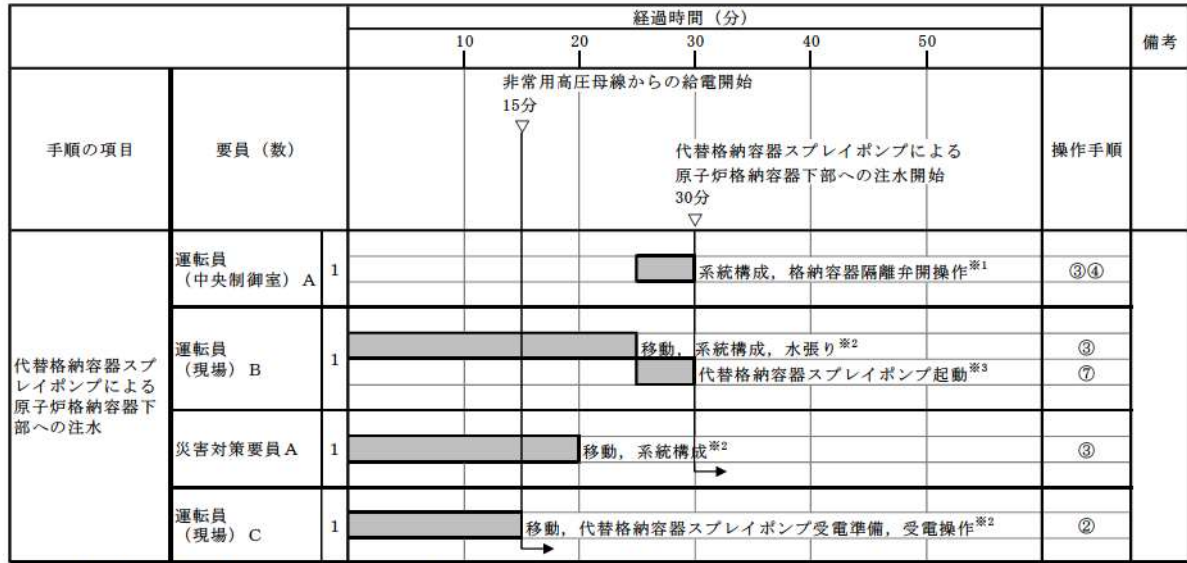 経過時間（分）
備考
10 20 30 40 50
手順の項目
要員（数）
操作手順
非常用高圧母線からの給電開始
15分
▽
代替格納容器スプレイポンプによる
原子炉格納容器下部への注水開始
30分
▽
代替格納容器スプ
レイポンプによる
原子炉格納容器下
部への注水
運転員
（中央制御室）A
1
系統構成，格納容器隔離弁開操作※1
③④
運転員
（現場）B
1
移動，系統構成，水張り※2
③
代替格納容器スプレイポンプ起動※3
⑦
災害対策要員A
1
移動，系統構成※2
③
運転員
（現場）C
1
移動，代替格納容器スプレイポンプ受電準備，受電操作※2
②